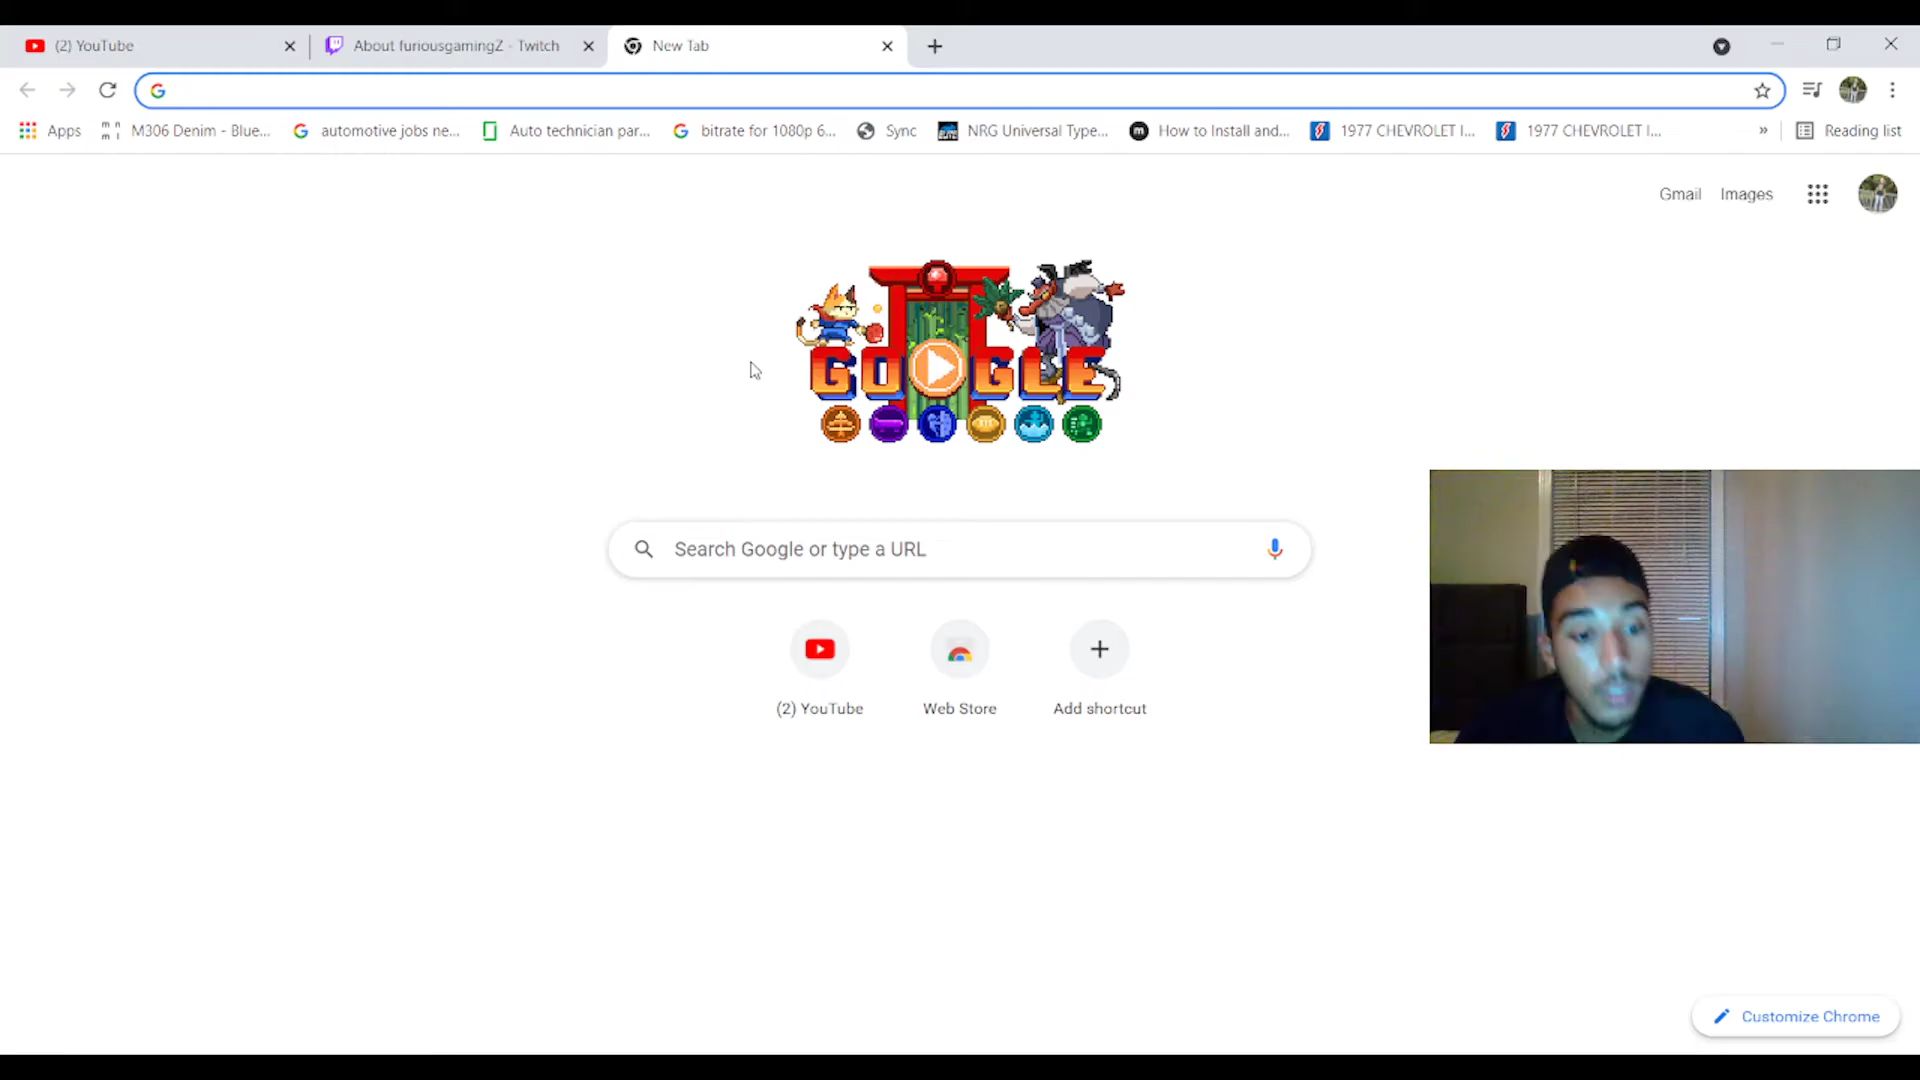 (2) YouTube
About furiousgamingZ - Twitch
New Tab
Apps
M306 Denim - Blue...
automotive jobs ne...
Auto technician par...
bitrate for 1080p 6...
Sync
NRG Universal Type...
How to Install and...
1977 CHEVROLET I...
1977 CHEVROLET I...
»
Reading list
Gmail
Images
GOOGLE
Search Google or type a URL
(2) YouTube
Web Store
Add shortcut
Customize Chrome